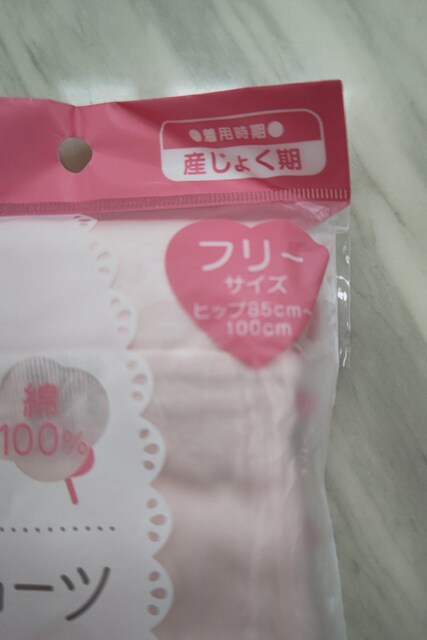 ●着用時期●
産じょく期
フリー
サイズ
ヒップ85cm~
100cm
綿
100%
ーツ